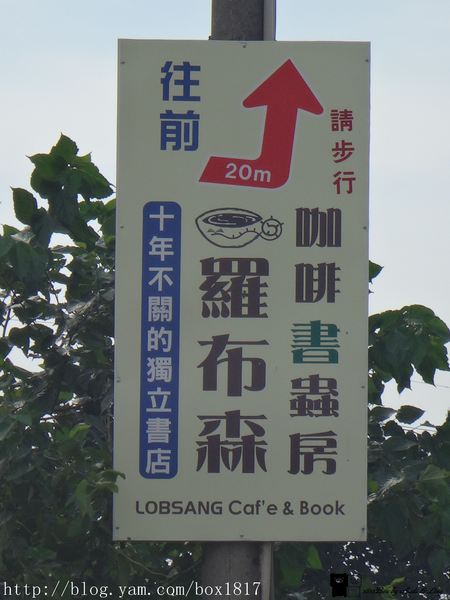 往前
20m
請步行
咖啡書蟲房
羅布森
十年不關的獨立書店
LOBSANG Caf'e & Book
http://blog.yam.com/box1817